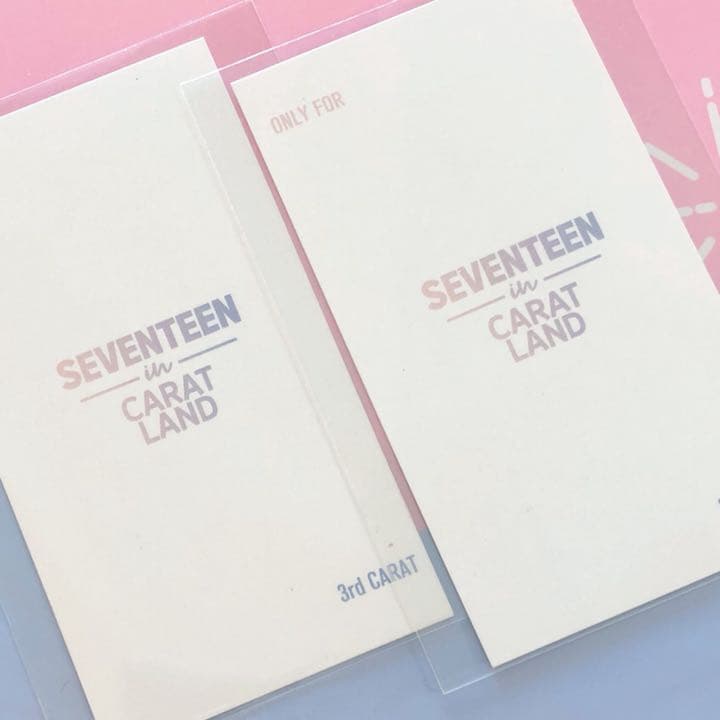 SEVENTEEN
in
CARAT
LAND
3rd CARAT
ONLY FOR
SEVENTEEN
in
CARAT
LAND